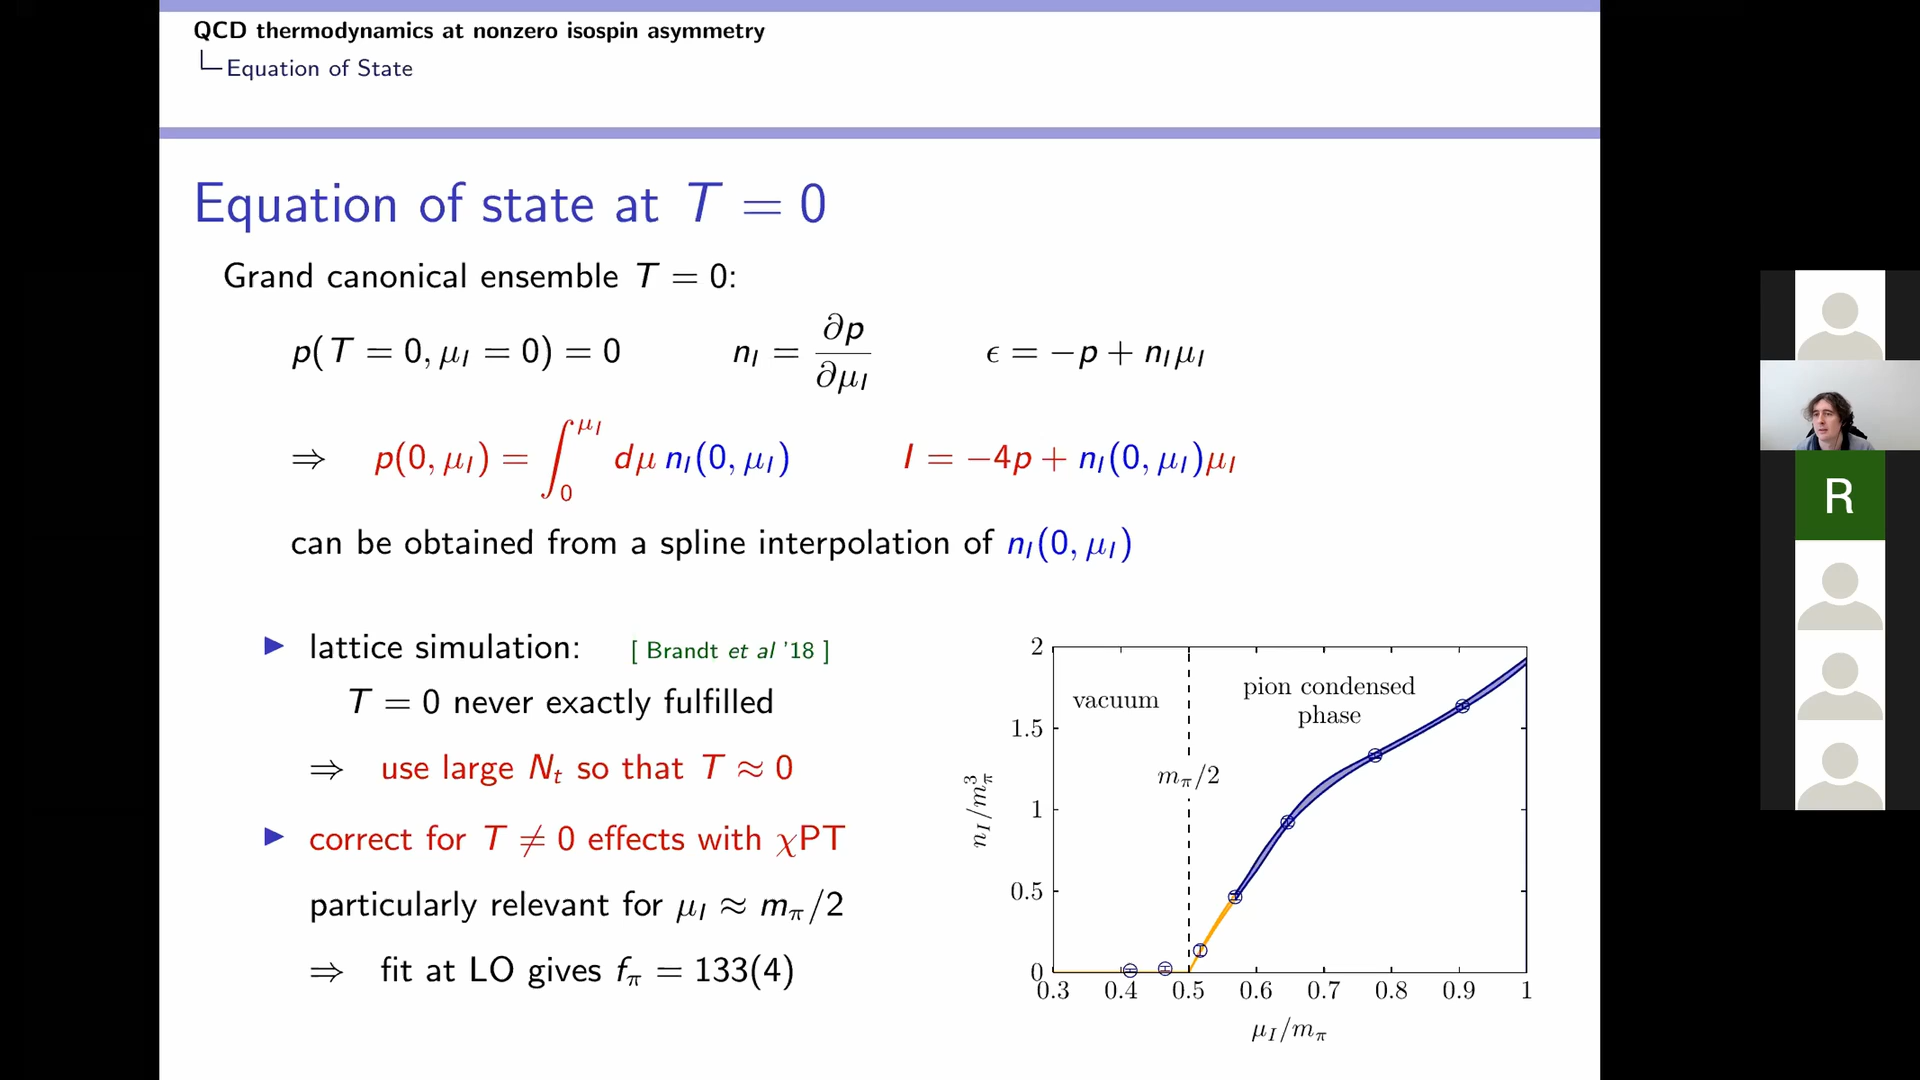 QCD thermodynamics at nonzero isospin asymmetry
Equation of State
Equation of state at T = 0
Grand canonical ensemble T = 0:
p(T = 0, μ_I = 0) = 0    n_I = ∂p/∂μ_I    ϵ = −p + n_I μ_I
⇒ p(0, μ_I) = ∫_0^{μ_I} dμ n_I(0, μ_I)    I = −4p + n_I(0, μ_I)μ_I
can be obtained from a spline interpolation of n_I(0, μ_I)
▶ lattice simulation: [ Brandt et al '18 ]
T = 0 never exactly fulfilled
⇒ use large N_t so that T ≈ 0
▶ correct for T ≠ 0 effects with χPT
particularly relevant for μ_I ≈ m_π/2
⇒ fit at LO gives f_π = 133(4)
2
1.5
1
0.5
0
n_I/m_π^3
vacuum
pion condensed
phase
m_π/2
0.3 0.4 0.5 0.6 0.7 0.8 0.9 1
μ_I/m_π
R